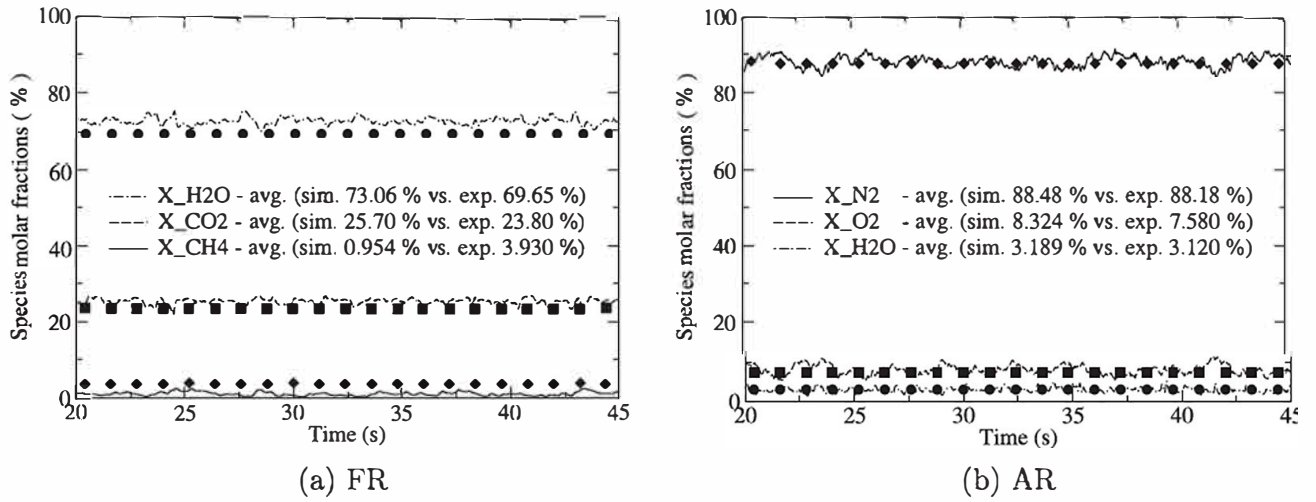 100
80
60
40
20
0
Species molar fractions ( %)
X_H2O - avg. (sim. 73.06 % vs. exp. 69.65 %)
X_CO2 - avg. (sim. 25.70 % vs. exp. 23.80 %)
X_CH4 - avg. (sim. 0.954 % vs. exp. 3.930 %)
20 25 30 35 40 45
Time (s)
(a) FR
100
80
60
40
20
0
Species molar fractions ( %)
X_N2 - avg. (sim. 88.48 % vs. exp. 88.18 %)
X_O2 - avg. (sim. 8.324 % vs. exp. 7.580 %)
X_H2O - avg. (sim. 3.189 % vs. exp. 3.120 %)
20 25 30 35 40 45
Time (s)
(b) AR